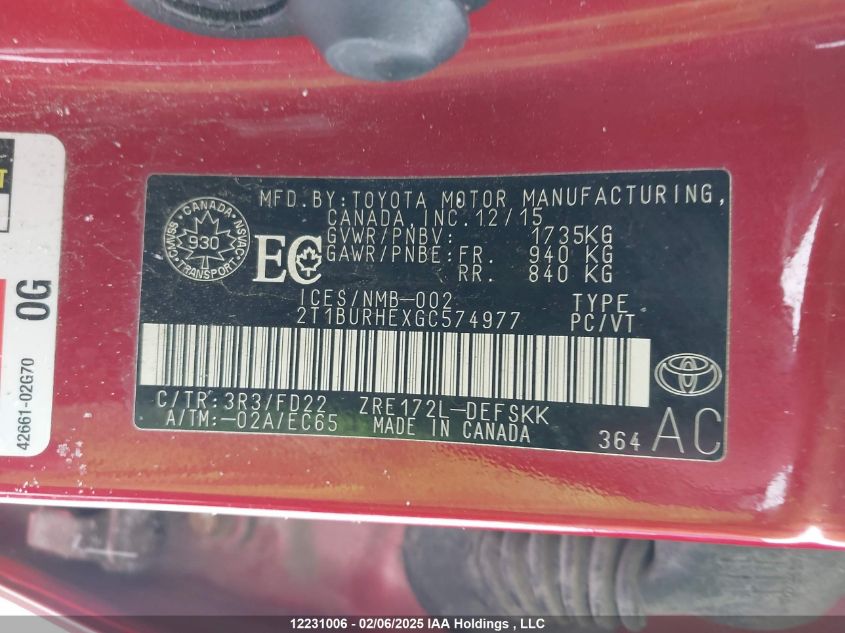 MFD. BY: TOYOTA MOTOR MANUFACTURING,
CANADA, INC. 12/15
GVWR/PNBV: 1735KG
GAWR/PNBE: FR. 940 KG
RR. 840 KG
CANADA
930
TRANSPORT
CMVSS
NSVAC
EC
ICES/NMB-002 TYPE
2T1BURHEXGC574977 PC/VT
C/TR: 3R3/FD22 ZRE172L-DEFSKK
A/TM: -02A/EC65 MADE IN CANADA
364 AC
0G
42661-02G70
12231006 - 02/06/2025 IAA Holdings , LLC